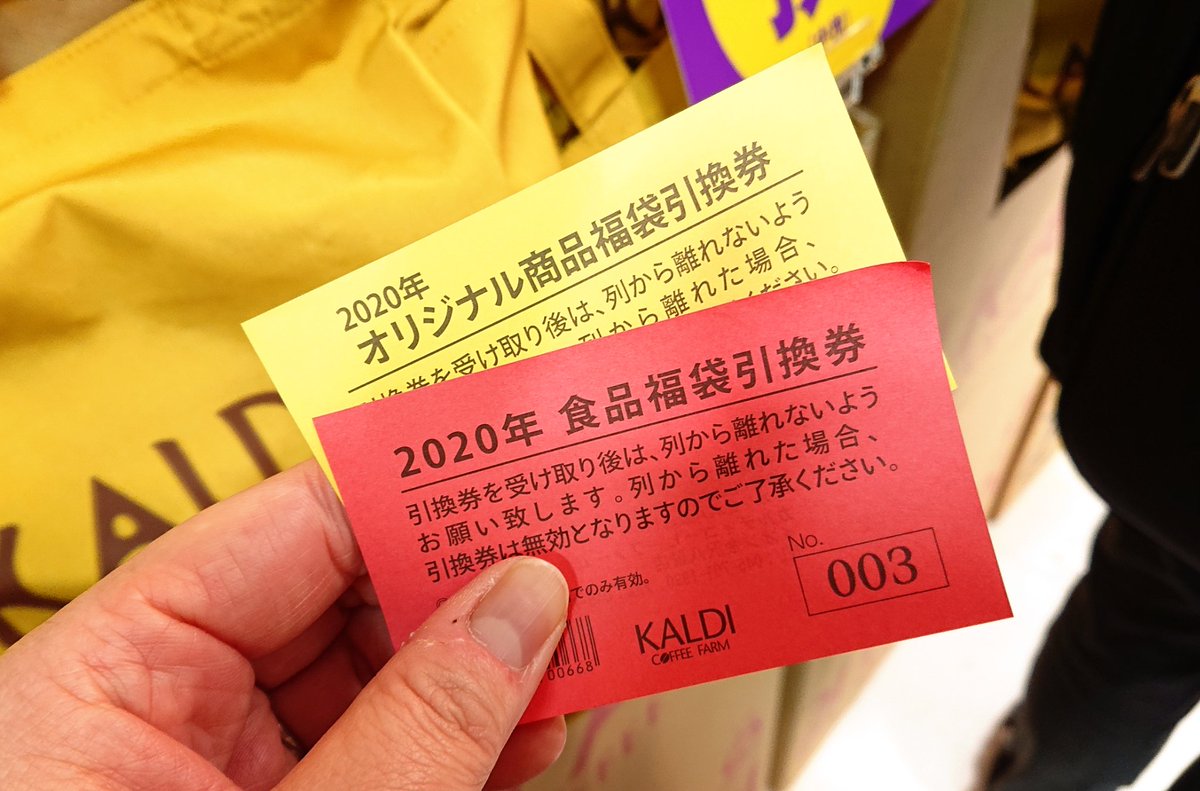 2020年
オリジナル商品福袋引換券
引換券を受け取り後は、列から離れないよう
列から離れた場合、
ください。
2020年 食品福袋引換券
引換券を受け取り後は、列から離れないよう
お願い致します。列から離れた場合、
引換券は無効となりますのでご了承ください。
でのみ有効。
No.
003
00668
KALDI
COFFEE FARM
KALDI